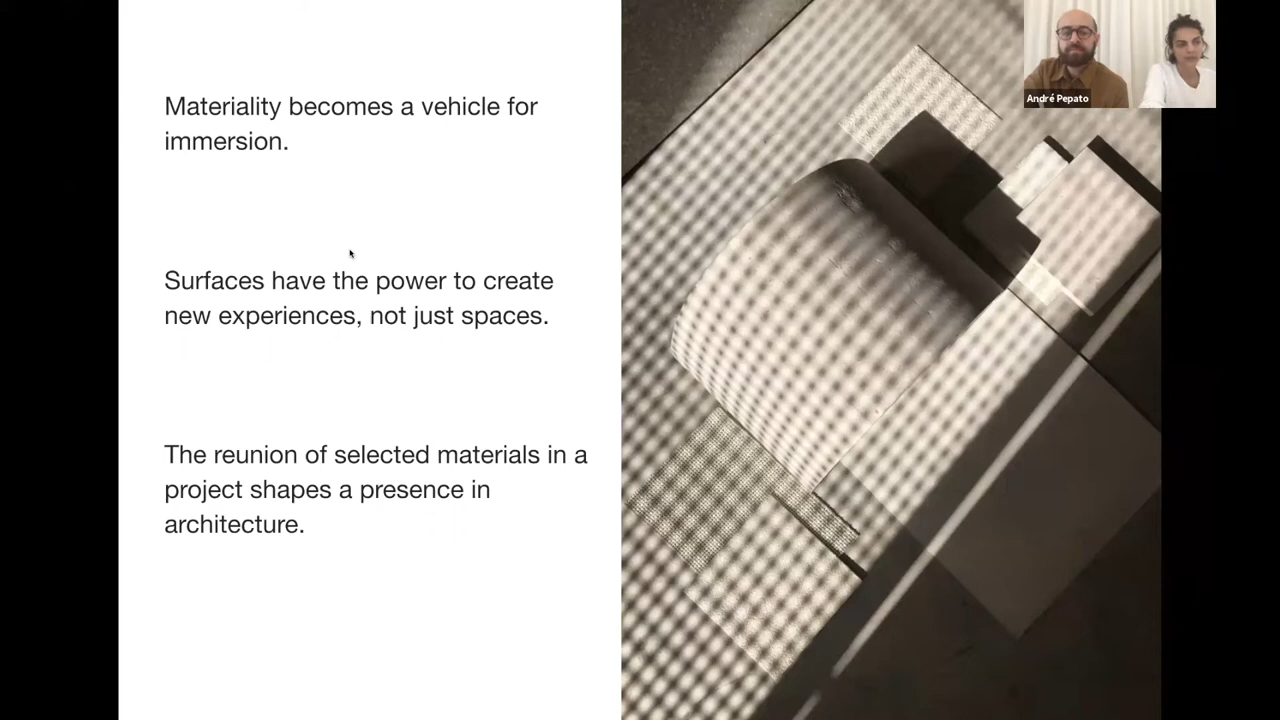 Materiality becomes a vehicle for
immersion.
Surfaces have the power to create
new experiences, not just spaces.
The reunion of selected materials in a
project shapes a presence in
architecture.
André Pepato